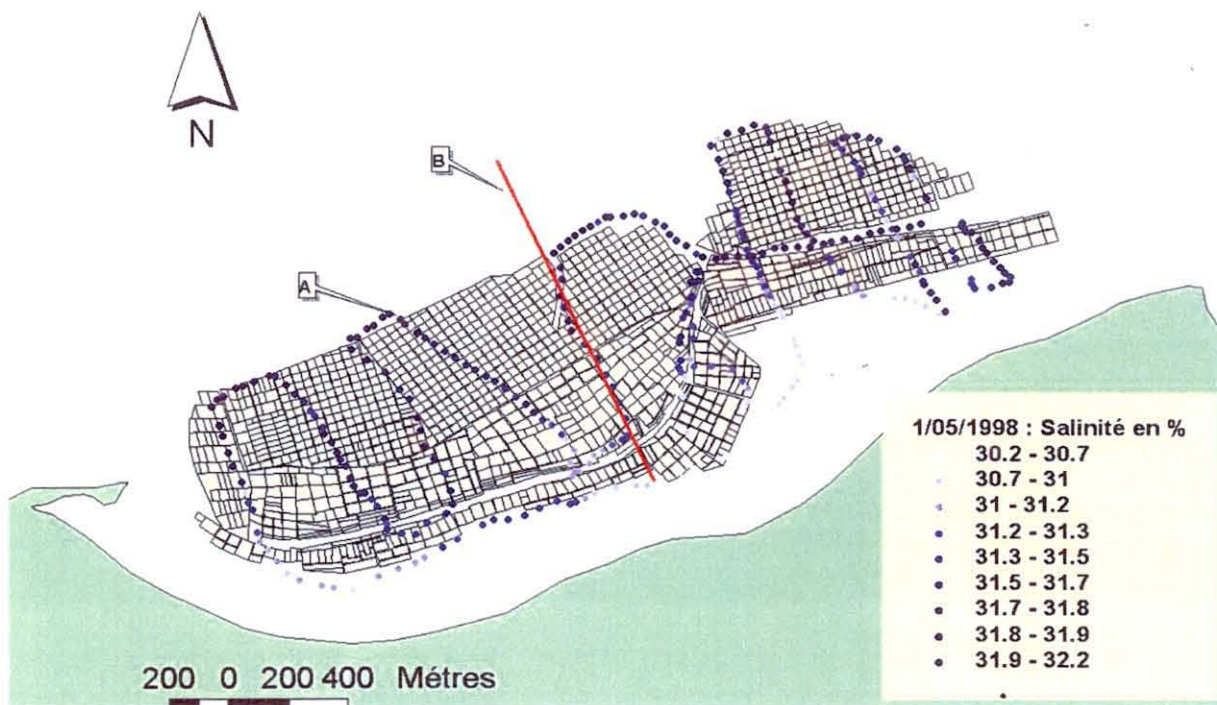 N
B
A
1/05/1998 : Salinité en %
30.2 - 30.7
30.7 - 31
31 - 31.2
31.2 - 31.3
31.3 - 31.5
31.5 - 31.7
31.7 - 31.8
31.8 - 31.9
31.9 - 32.2
200 0 200 400 Métres